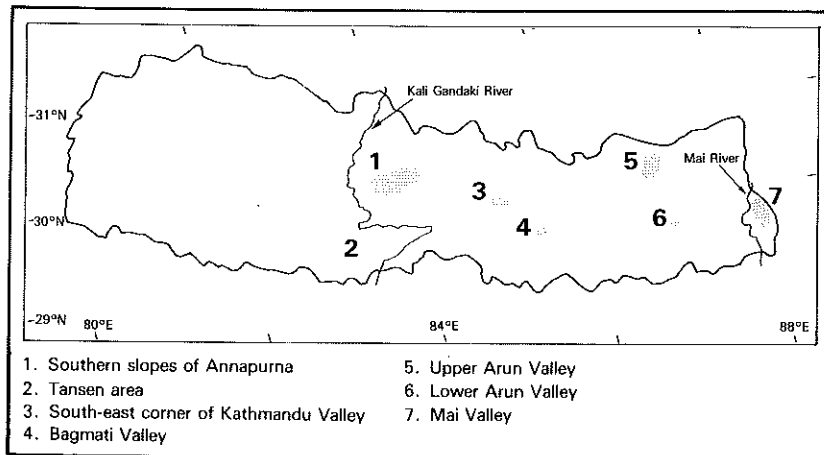 Kali Gandaki River
-31°N
1
5
Mai River
7
3
-30°N
4
6
2
-29°N
80°E
84°E
88°E
1. Southern slopes of Annapurna
2. Tansen area
3. South-east corner of Kathmandu Valley
4. Bagmati Valley
5. Upper Arun Valley
6. Lower Arun Valley
7. Mai Valley